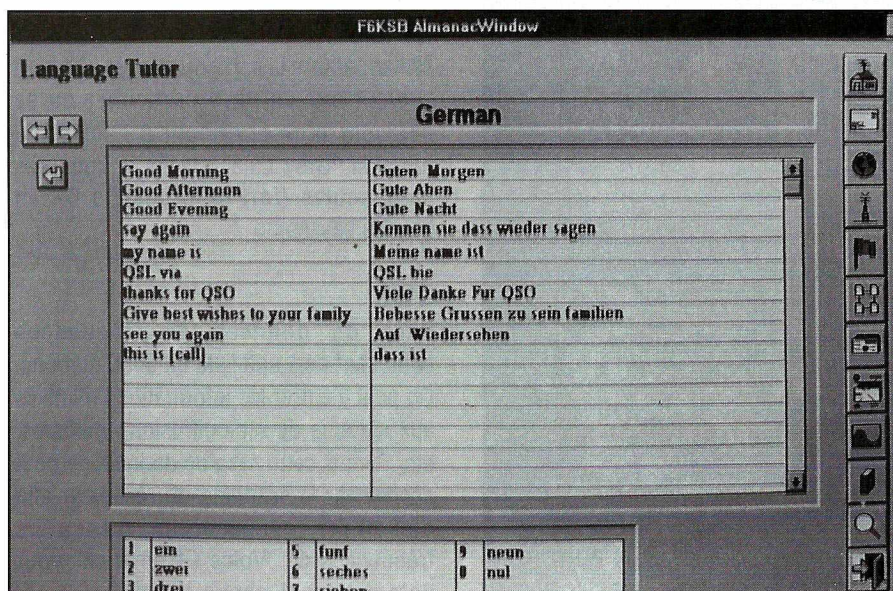 F6KSB AlmanacWindow
Language Tutor
German
Good Morning Guten Morgen
Good Afternoon Gute Aben
Good Evening Gute Nacht
say again Konnen sie dass wieder sagen
my name is Meine name ist
QSL via QSL bie
thanks for QSO Viele Danke Fur QSO
Give best wishes to your family Bebesse Grussen zu sein familien
see you again Auf Wiedersehen
this is [call] dass ist
1 ein 5 funf 9 neun
2 zwei 6 seches 0 nul
3 drei 7 sieben